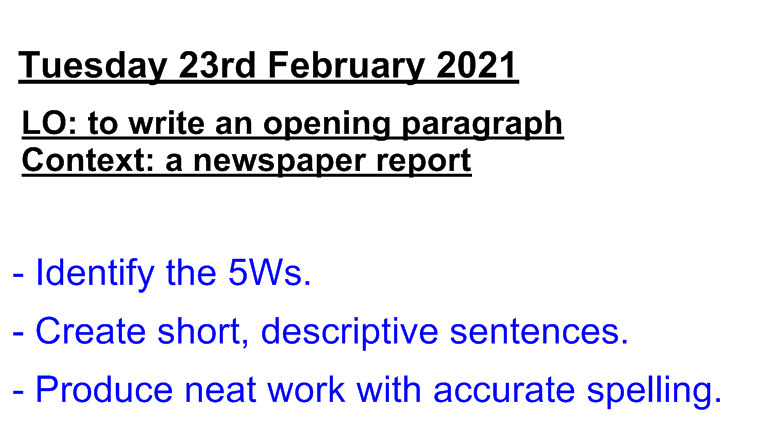 Tuesday 23rd February 2021
LO: to write an opening paragraph
Context: a newspaper report
- Identify the 5Ws.
- Create short, descriptive sentences.
- Produce neat work with accurate spelling.